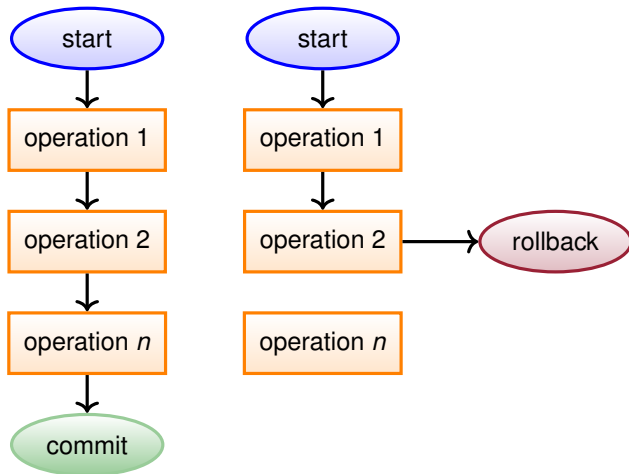 start
operation 1
operation 2
operation n
commit
start
operation 1
operation 2
rollback
operation n